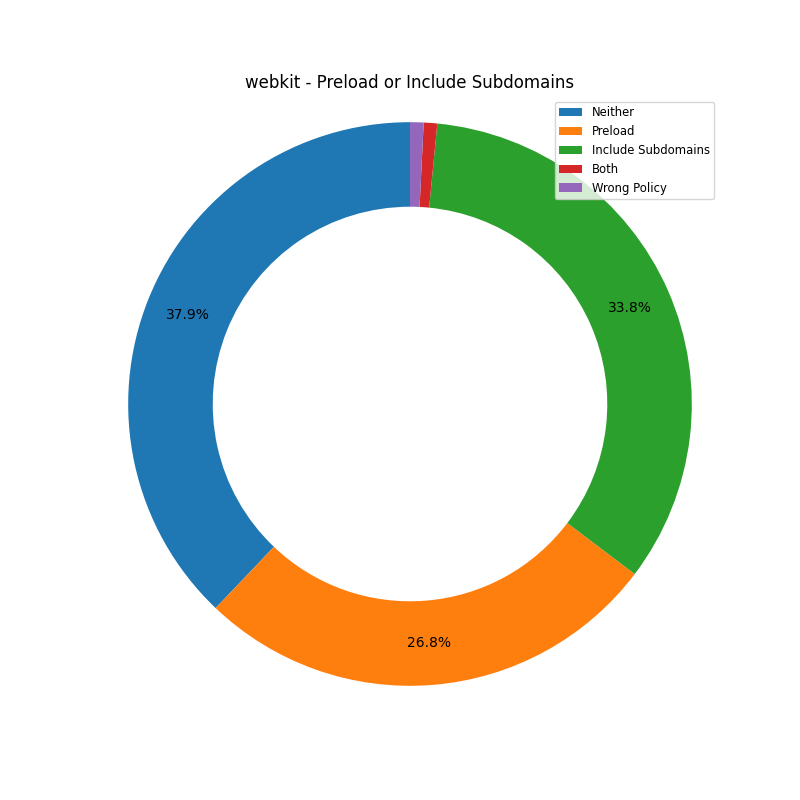 webkit - Preload or Include Subdomains
Neither
Preload
Include Subdomains
Both
Wrong Policy
37.9%
33.8%
26.8%